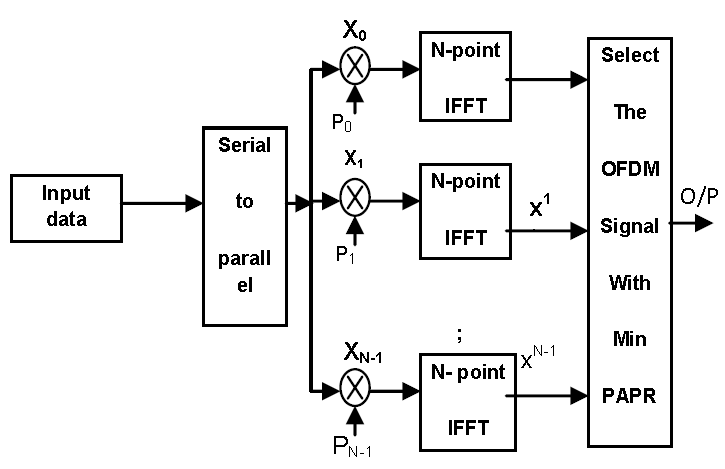 Input
data
Serial
to
parall
el
X0
P0
N-point
IFFT
X1
P1
N-point
IFFT
x1
;
XN-1
PN-1
N- point
IFFT
xN-1
Select
The
OFDM
Signal
With
Min
PAPR
O/P